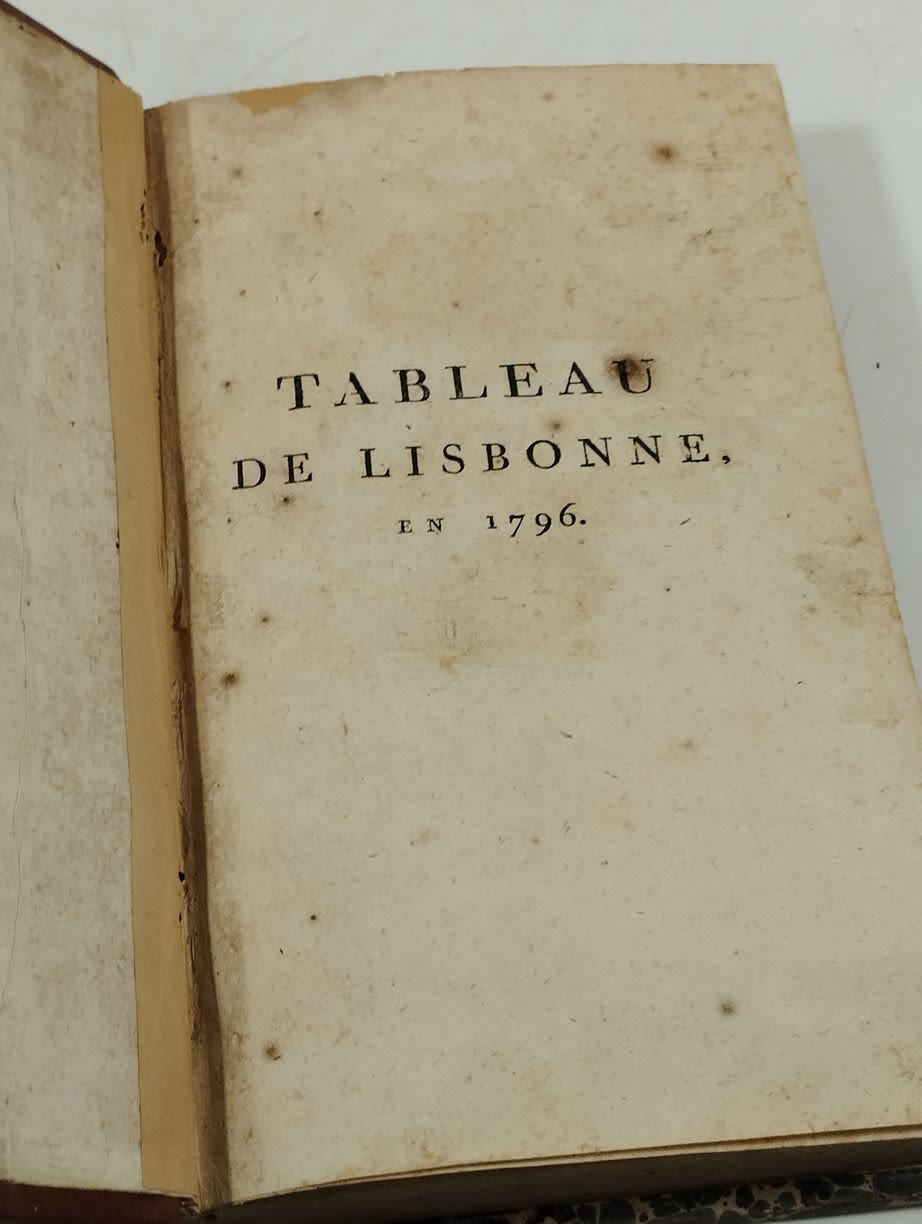 TABLEAU
DE LISBONNE,
EN 1796.